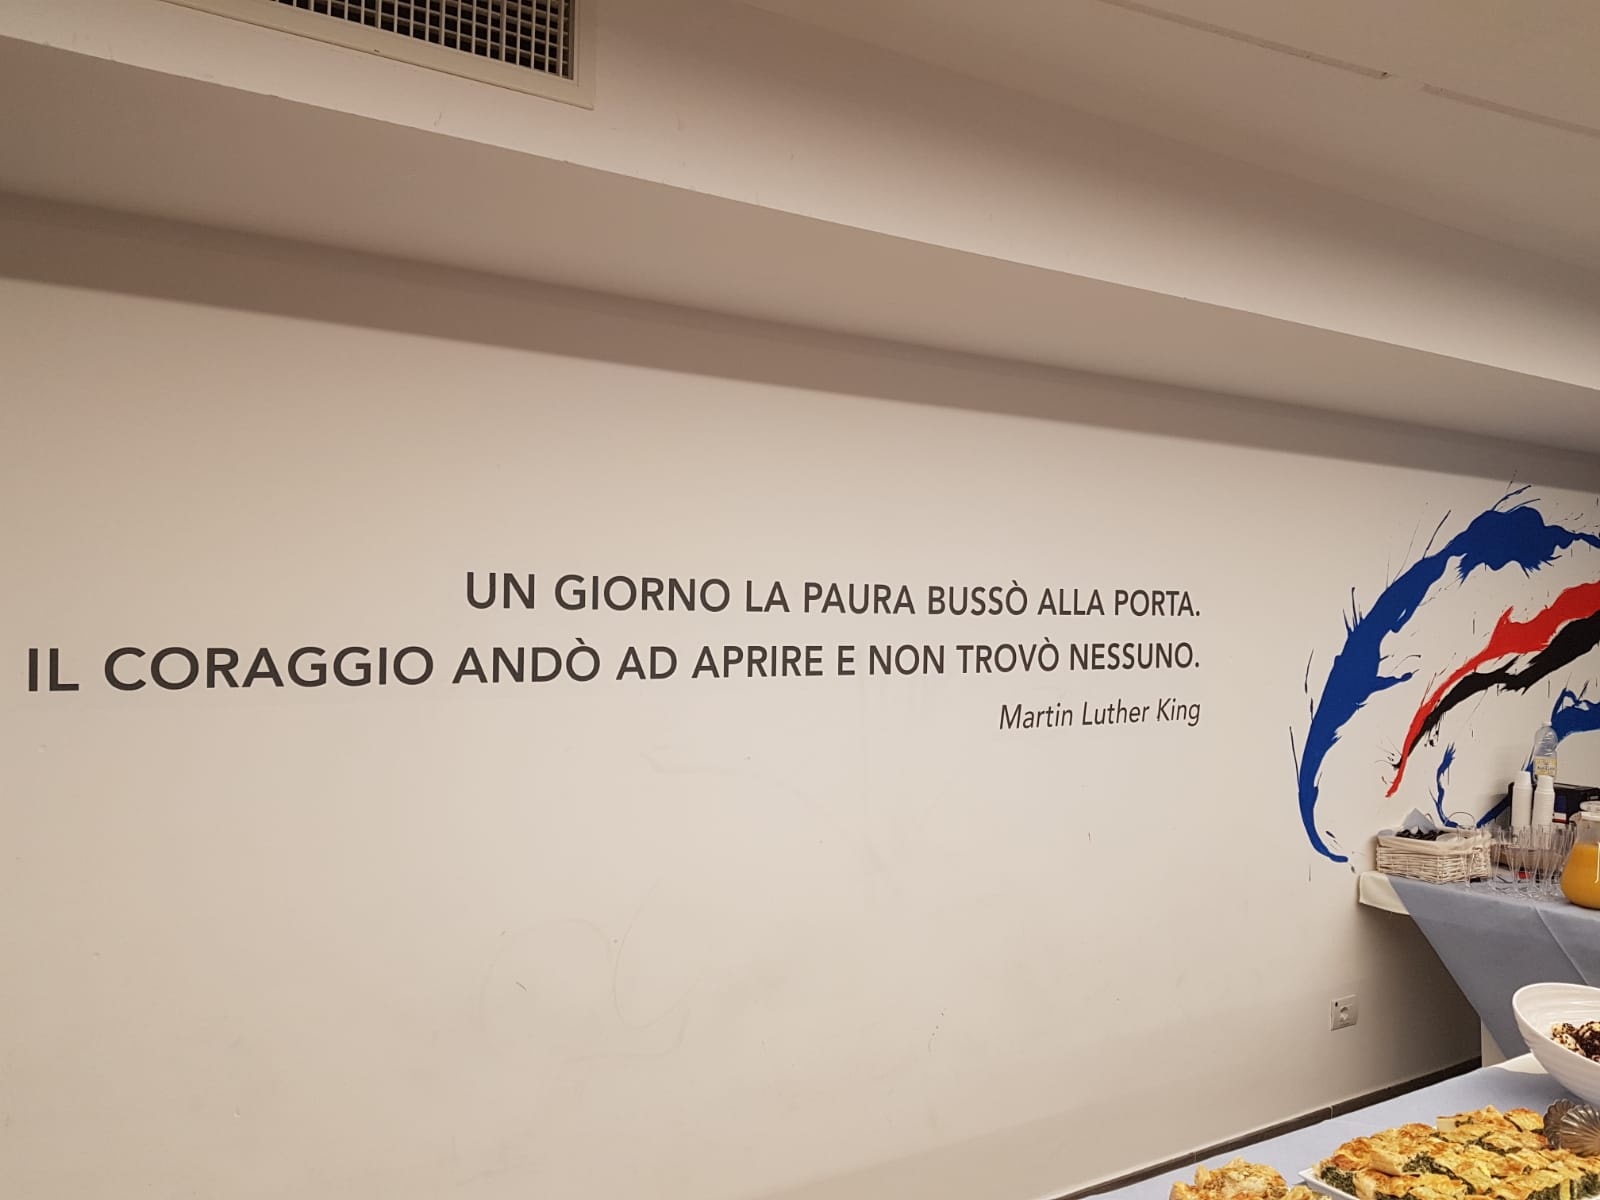 UN GIORNO LA PAURA BUSSÒ ALLA PORTA.
IL CORAGGIO ANDÒ AD APRIRE E NON TROVÒ NESSUNO.
Martin Luther King